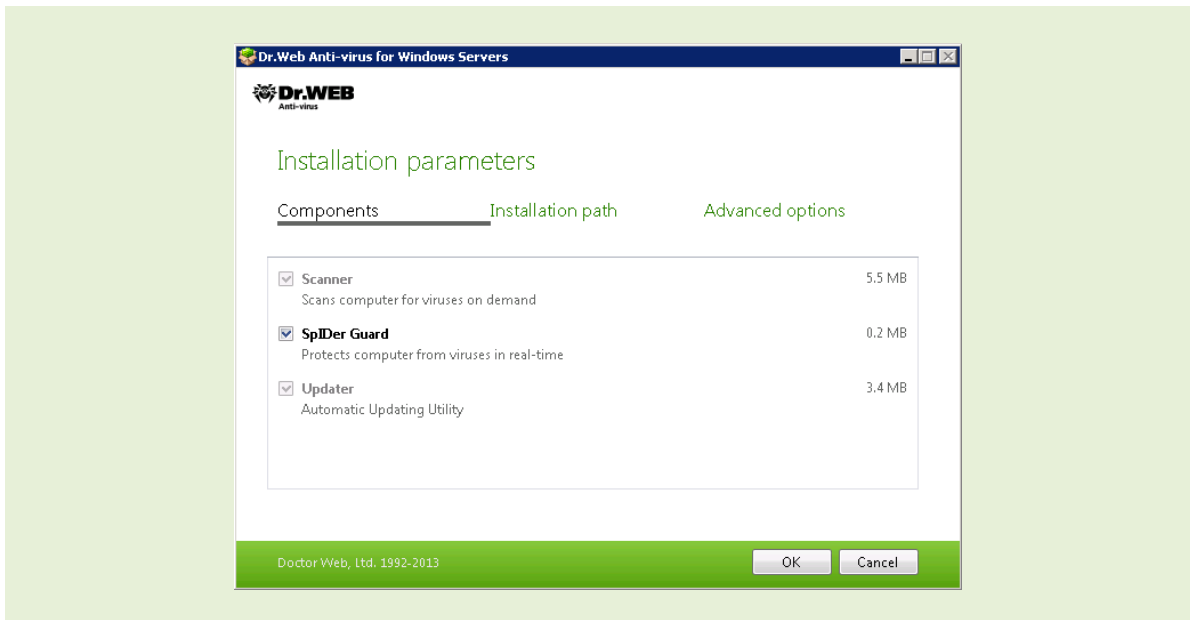 Dr.Web Anti-virus for Windows Servers
Dr.WEB
Anti-virus
Installation parameters
Components Installation path Advanced options
Scanner 5.5 MB
Scans computer for viruses on demand
SpIDer Guard 0.2 MB
Protects computer from viruses in real-time
Updater 3.4 MB
Automatic Updating Utility
Doctor Web, Ltd. 1992-2013 OK Cancel